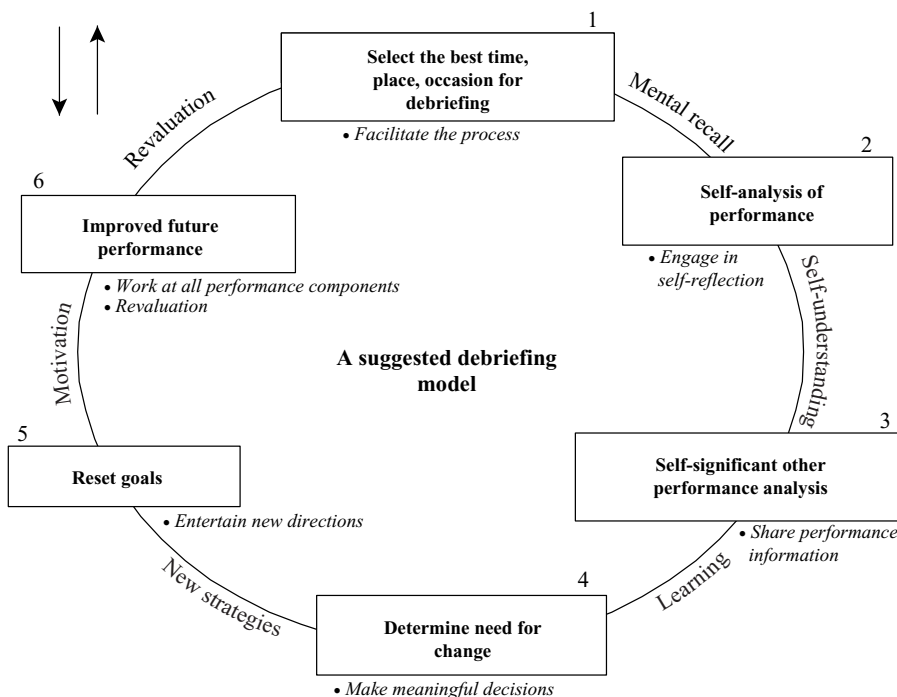 1
Select the best time,
place, occasion for
debriefing
• Facilitate the process
Mental recall
2
Self-analysis of
performance
• Engage in
self-reflection
Self-understanding
3
Self-significant other
performance analysis
• Share performance
information
Learning
4
Determine need for
change
• Make meaningful decisions
New strategies
5
Reset goals
• Entertain new directions
Motivation
6
Improved future
performance
• Work at all performance components
• Revaluation
Revaluation
A suggested debriefing
model